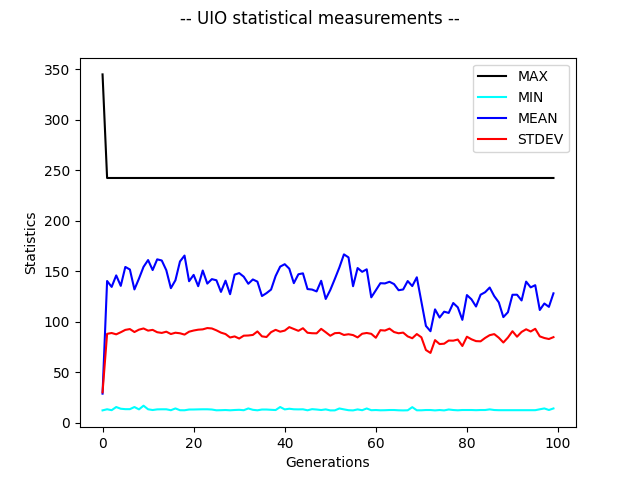 -- UIO statistical measurements --
350
300
250
200
150
100
50
0
Statistics
MAX
MIN
MEAN
STDEV
0 20 40 60 80 100
Generations